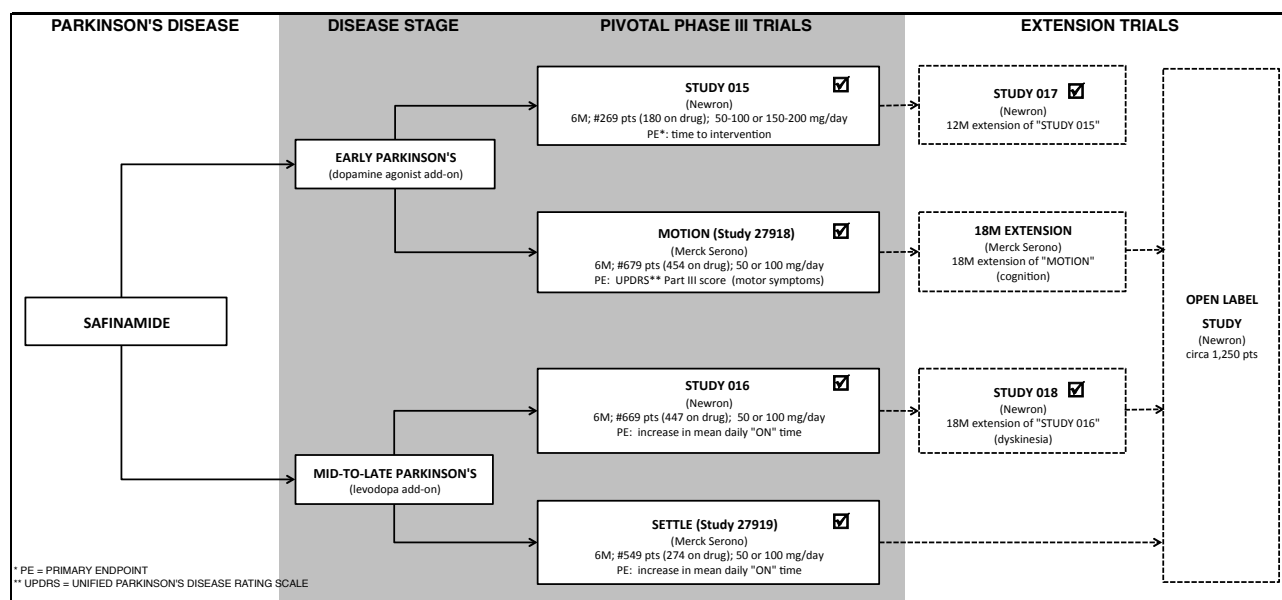 PARKINSON'S DISEASE
DISEASE STAGE
PIVOTAL PHASE III TRIALS
EXTENSION TRIALS
SAFINAMIDE
EARLY PARKINSON'S
(dopamine agonist add-on)
STUDY 015
(Newron)
6M; #269 pts (180 on drug); 50-100 or 150-200 mg/day
PE*: time to intervention
STUDY 017
(Newron)
12M extension of "STUDY 015"
MOTION (Study 27918)
(Merck Serono)
6M; #679 pts (454 on drug); 50 or 100 mg/day
PE: UPDRS** Part III score (motor symptoms)
18M EXTENSION
(Merck Serono)
18M extension of "MOTION"
(cognition)
MID-TO-LATE PARKINSON'S
(levodopa add-on)
STUDY 016
(Newron)
6M; #669 pts (447 on drug); 50 or 100 mg/day
PE: increase in mean daily "ON" time
STUDY 018
(Newron)
18M extension of "STUDY 016"
(dyskinesia)
SETTLE (Study 27919)
(Merck Serono)
6M; #549 pts (274 on drug); 50 or 100 mg/day
PE: increase in mean daily "ON" time
OPEN LABEL
STUDY
(Newron)
circa 1,250 pts
* PE = PRIMARY ENDPOINT
** UPDRS = UNIFIED PARKINSON'S DISEASE RATING SCALE